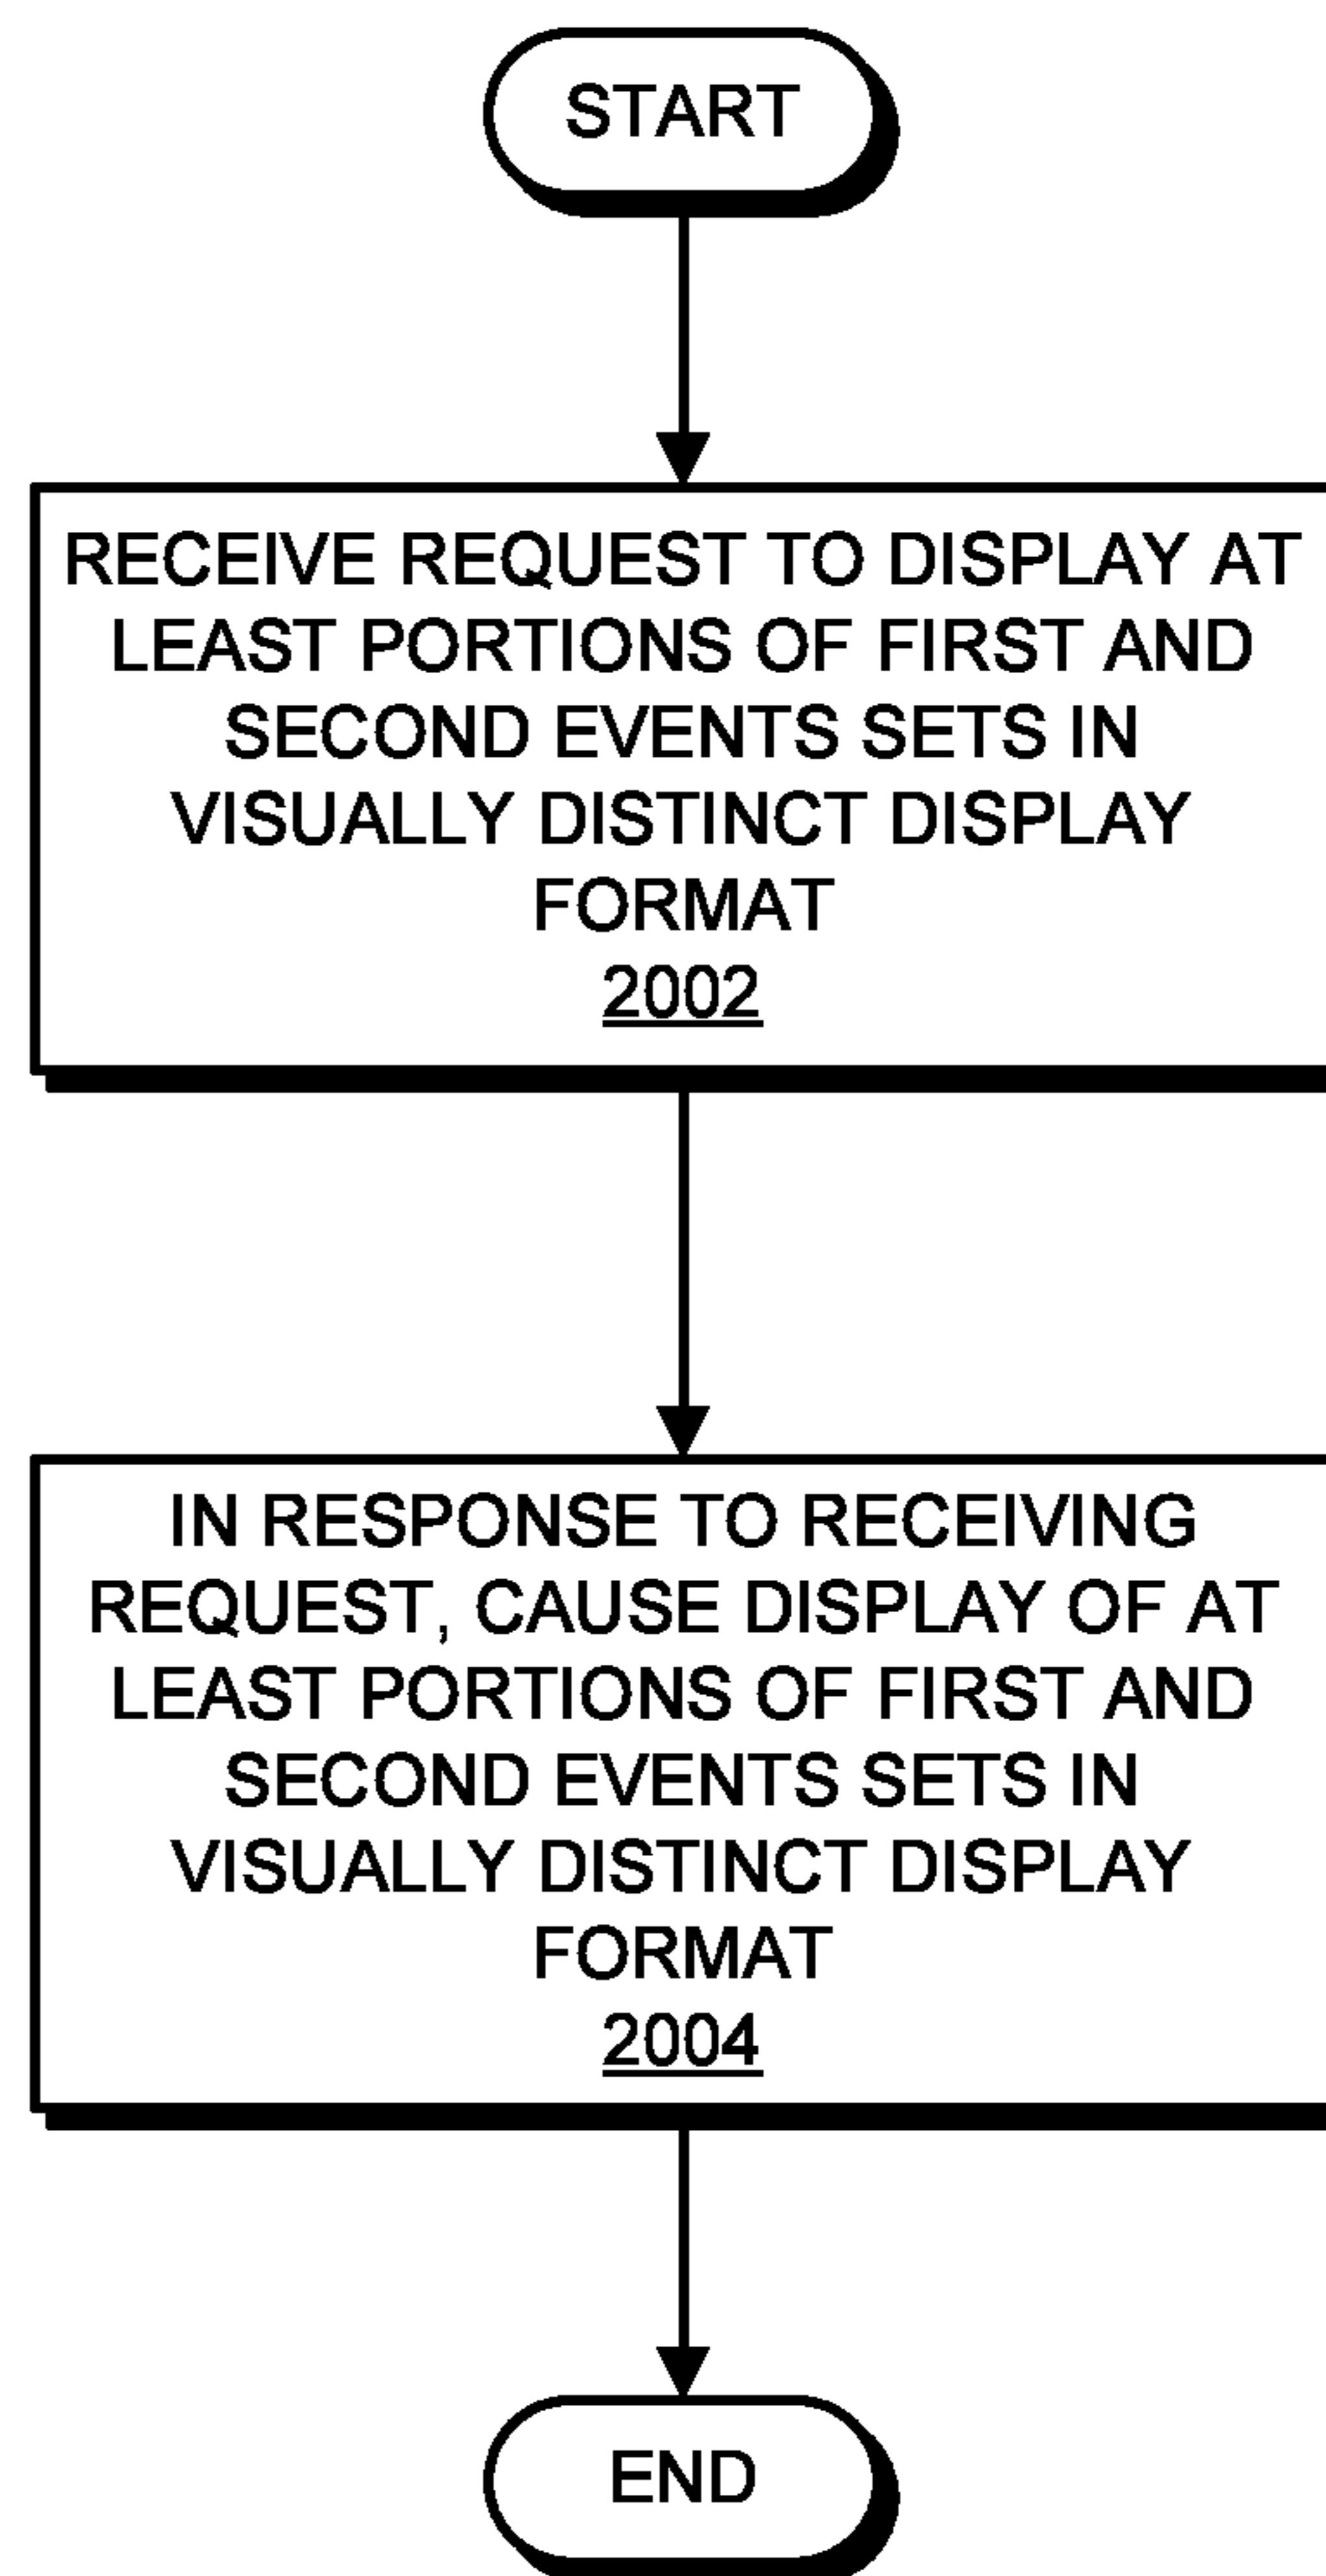 START
RECEIVE REQUEST TO DISPLAY AT
LEAST PORTIONS OF FIRST AND
SECOND EVENTS SETS IN
VISUALLY DISTINCT DISPLAY
FORMAT
2002
IN RESPONSE TO RECEIVING
REQUEST, CAUSE DISPLAY OF AT
LEAST PORTIONS OF FIRST AND
SECOND EVENTS SETS IN
VISUALLY DISTINCT DISPLAY
FORMAT
2004
END